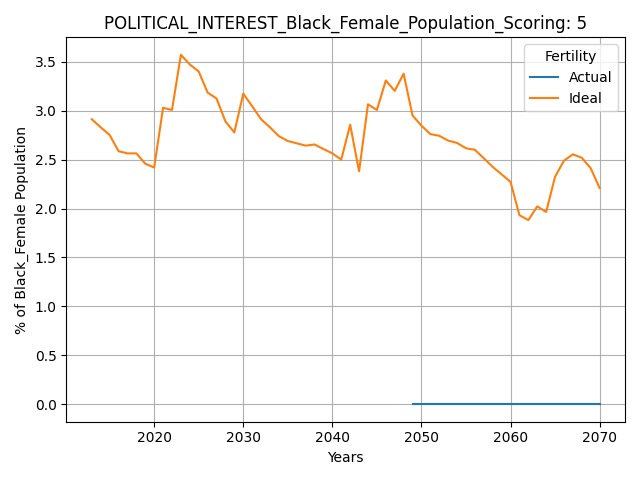 POLITICAL_INTEREST_Black_Female_Population_Scoring: 5
Fertility
Actual
Ideal
% of Black_Female Population
3.5
3.0
2.5
2.0
1.5
1.0
0.5
0.0
2020 2030 2040 2050 2060 2070
Years